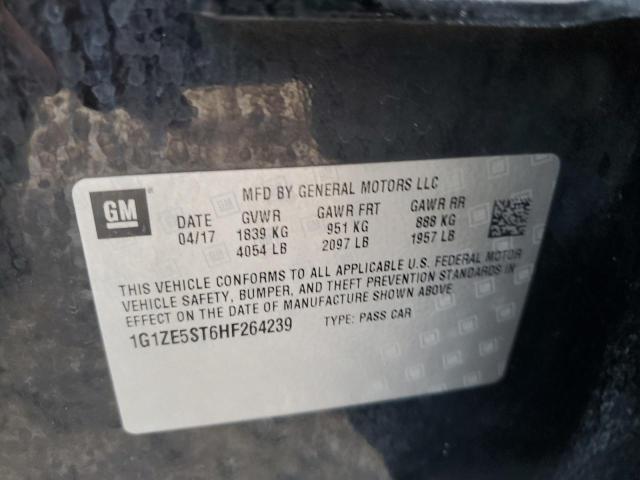 GM
MFD BY GENERAL MOTORS LLC
DATE GVWR GAWR FRT GAWR RR
04/17 1839 KG 951 KG 888 KG
4054 LB 2097 LB 1957 LB
THIS VEHICLE CONFORMS TO ALL APPLICABLE U.S. FEDERAL MOTOR
VEHICLE SAFETY, BUMPER, AND THEFT PREVENTION STANDARDS IN
EFFECT ON THE DATE OF MANUFACTURE SHOWN ABOVE
1G1ZE5ST6HF264239 TYPE: PASS CAR